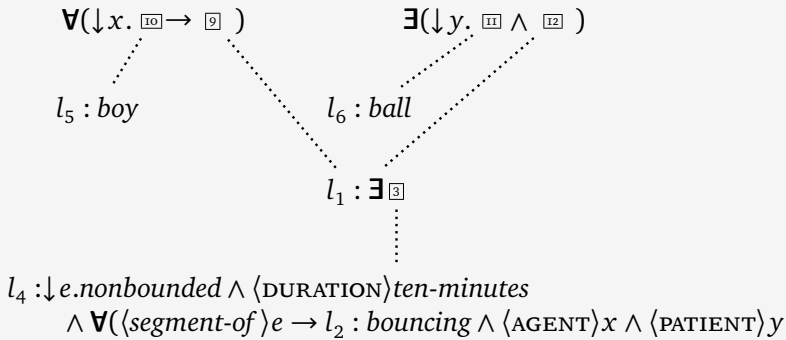 ∀(↓x. 10 → 9 ) ∃(↓y. 11 ∧ 12 )
l₅ : boy l₆ : ball
l₁ : ∃ 3
l₄ :↓e.nonbounded ∧ ⟨DURATION⟩ten-minutes
∧ ∀(⟨segment-of ⟩e → l₂ : bouncing ∧ ⟨AGENT⟩x ∧ ⟨PATIENT⟩y